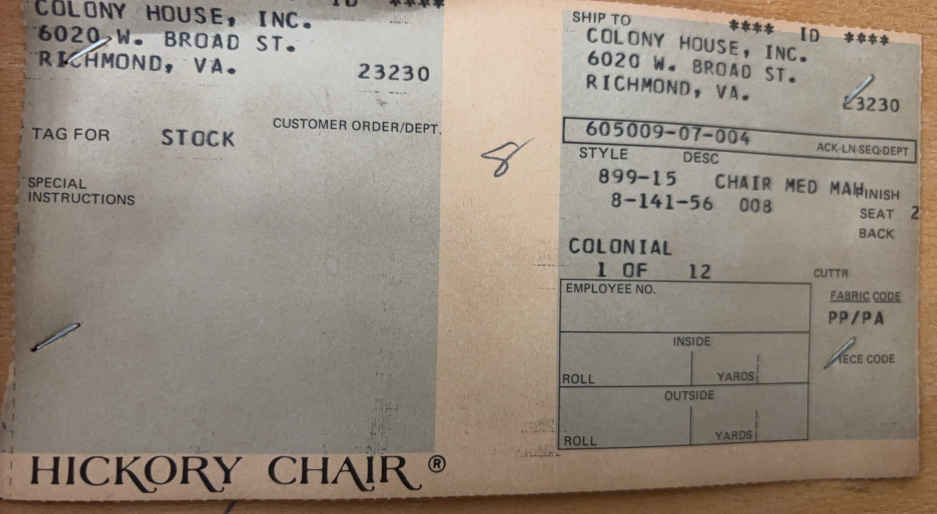 COLONY HOUSE, INC.
6020 W. BROAD ST.
RICHMOND, VA.
23230
TAG FOR STOCK
CUSTOMER ORDER/DEPT.
SPECIAL
INSTRUCTIONS
8
SHIP TO
**** ID ****
COLONY HOUSE, INC.
6020 W. BROAD ST.
RICHMOND, VA.
23230
605009-07-004
ACK-LN-SEQ-DEPT
STYLE DESC
899-15 CHAIR MED MAH
FINISH
8-141-56 008
SEAT 2
BACK
COLONIAL
1 OF 12
CUTTR
EMPLOYEE NO.
FABRIC CODE
PP/PA
INSIDE
ROLL YARDS
OUTSIDE
ROLL YARDS
HICKORY CHAIR ®